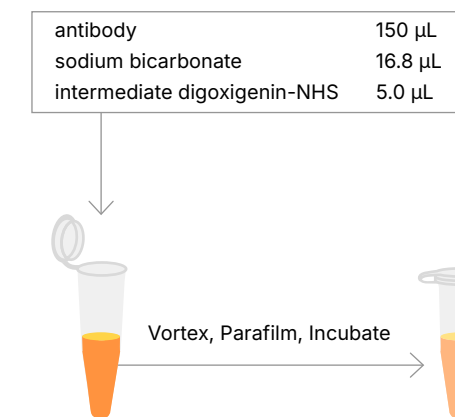 antibody 150 µL
sodium bicarbonate 16.8 µL
intermediate digoxigenin-NHS 5.0 µL
Vortex, Parafilm, Incubate